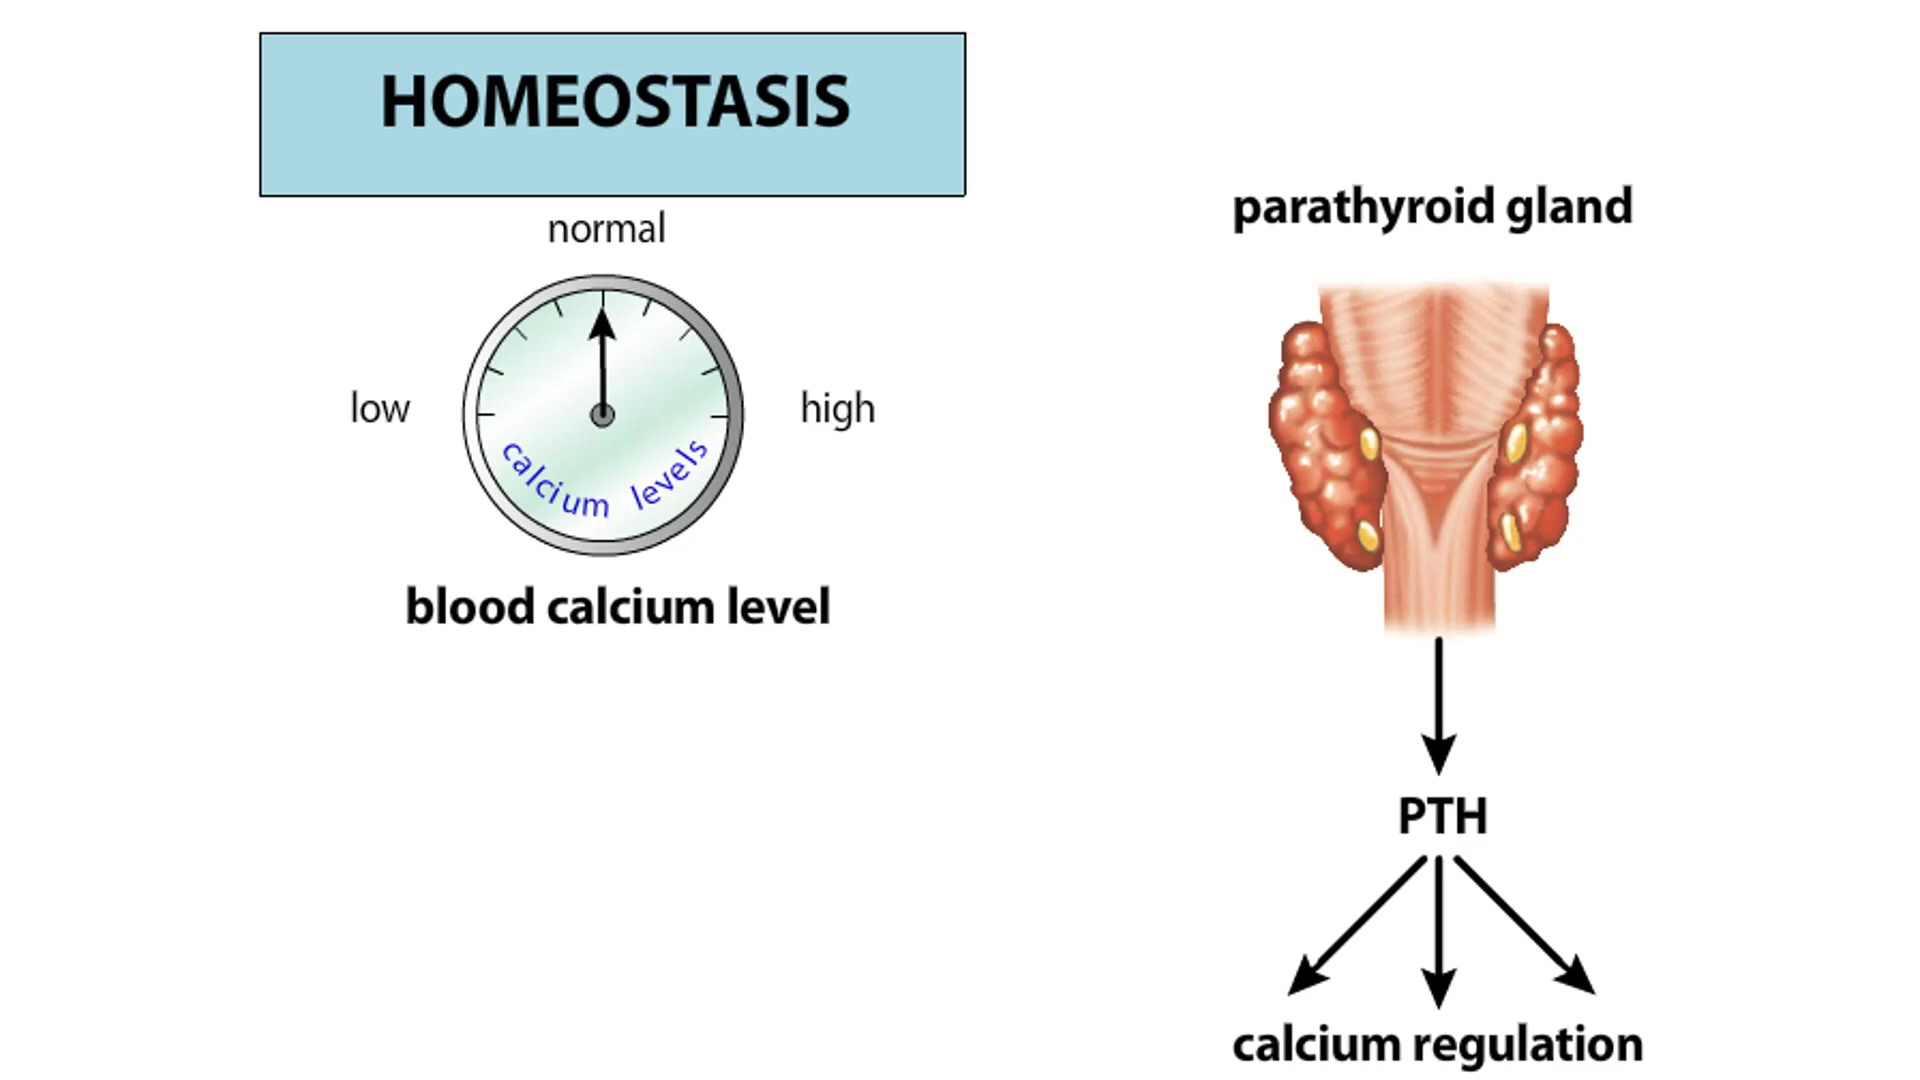 HOMEOSTASIS
normal
low
high
calcium levels
blood calcium level
parathyroid gland
PTH
calcium regulation